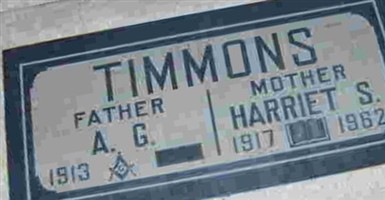 TIMMONS
FATHER
A. G.
1913
MOTHER
HARRIET S.
1917 1962